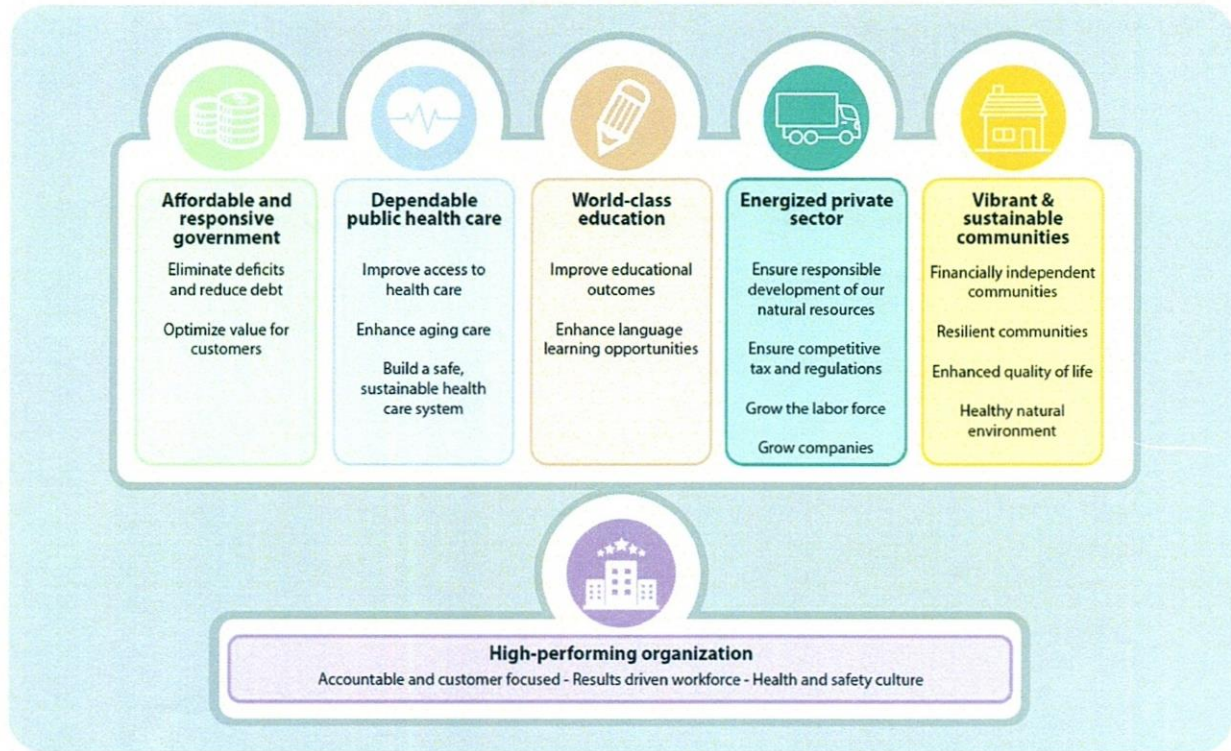 Affordable and
responsive
government
Eliminate deficits
and reduce debt
Optimize value for
customers
Dependable
public health care
Improve access to
health care
Enhance aging care
Build a safe,
sustainable health
care system
World-class
education
Improve educational
outcomes
Enhance language
learning opportunities
Energized private
sector
Ensure responsible
development of our
natural resources
Ensure competitive
tax and regulations
Grow the labor force
Grow companies
Vibrant &
sustainable
communities
Financially independent
communities
Resilient communities
Enhanced quality of life
Healthy natural
environment
High-performing organization
Accountable and customer focused - Results driven workforce - Health and safety culture